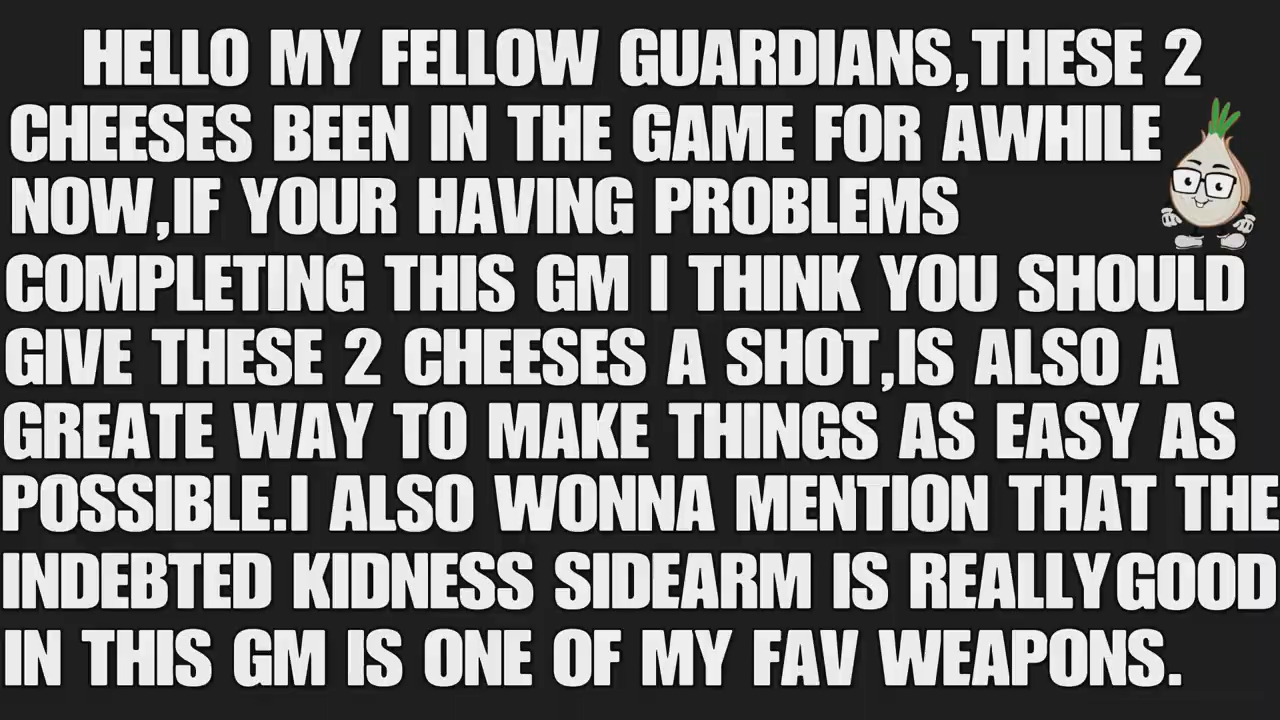 HELLO MY FELLOW GUARDIANS,THESE 2
CHEESES BEEN IN THE GAME FOR AWHILE
NOW,IF YOUR HAVING PROBLEMS
COMPLETING THIS GM I THINK YOU SHOULD
GIVE THESE 2 CHEESES A SHOT,IS ALSO A
GREATE WAY TO MAKE THINGS AS EASY AS
POSSIBLE.I ALSO WONNA MENTION THAT THE
INDEBTED KIDNESS SIDEARM IS REALLY GOOD
IN THIS GM IS ONE OF MY FAV WEAPONS.